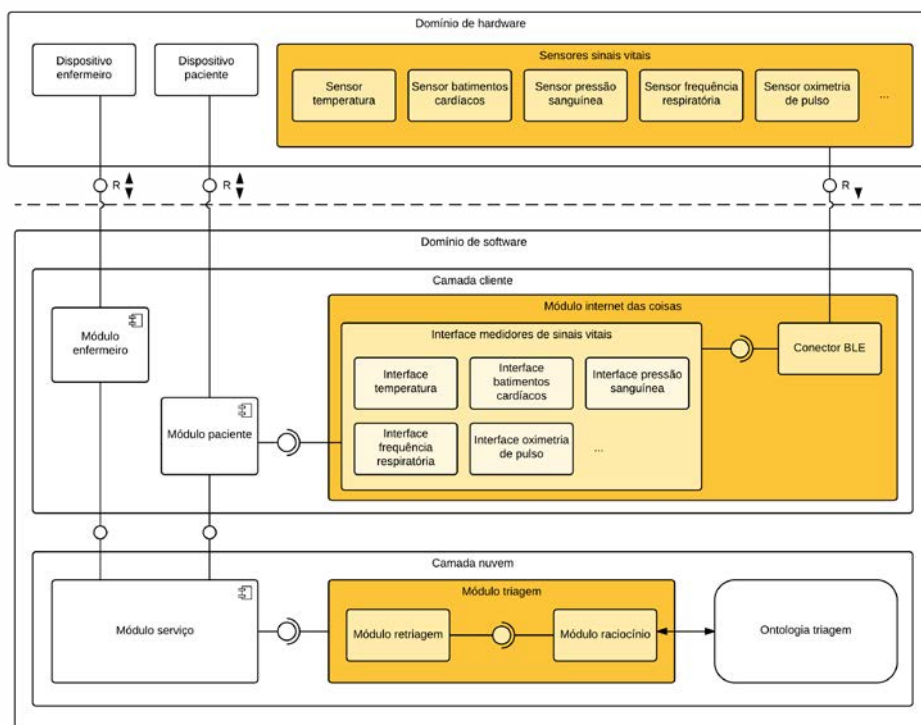 Domínio de hardware
Dispositivo
enfermeiro
Dispositivo
paciente
Sensores sinais vitais
Sensor
temperatura
Sensor batimentos
cardíacos
Sensor pressão
sanguínea
Sensor frequência
respiratória
Sensor oximetria
de pulso
...
R
R
R
Domínio de software
Camada cliente
Módulo
enfermeiro
Módulo paciente
Módulo internet das coisas
Interface medidores de sinais vitais
Interface
temperatura
Interface
batimentos
cardíacos
Interface pressão
sanguínea
Interface
frequência
respiratória
Interface oximetria
de pulso
...
Conector BLE
Camada nuvem
Módulo serviço
Módulo triagem
Módulo retriagem
Módulo raciocínio
Ontologia triagem